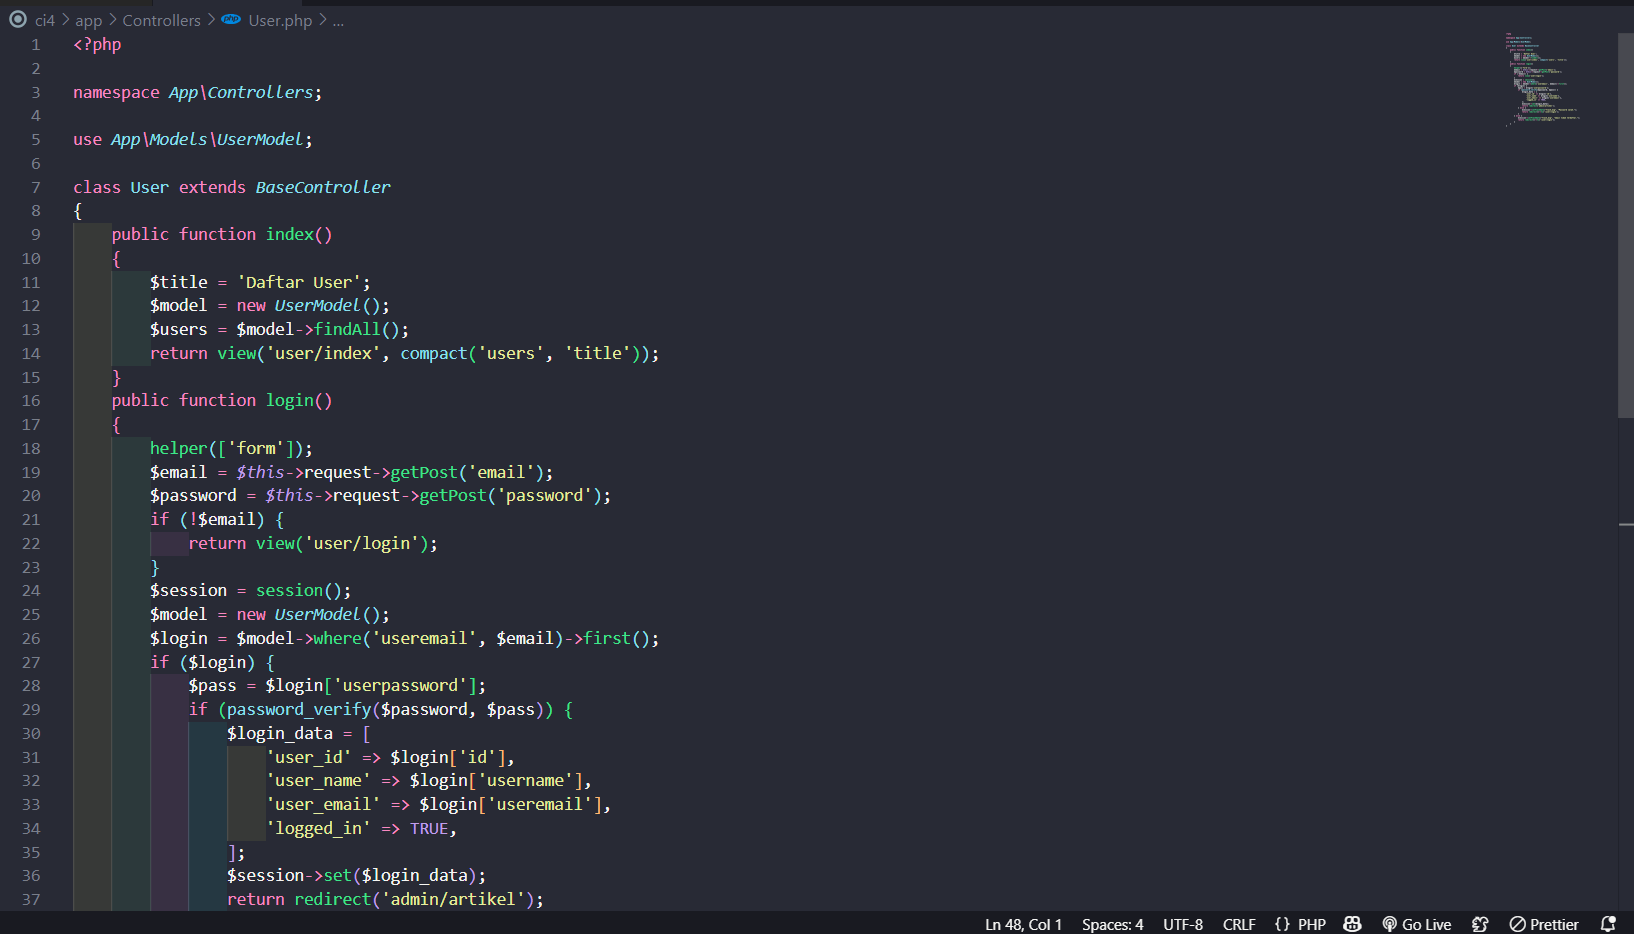 ci4 > app > Controllers > php User.php > ...
1 <?php
2
3 namespace App\Controllers;
4
5 use App\Models\UserModel;
6
7 class User extends BaseController
8 {
9     public function index()
10     {
11         $title = 'Daftar User';
12         $model = new UserModel();
13         $users = $model->findAll();
14         return view('user/index', compact('users', 'title'));
15     }
16     public function login()
17     {
18         helper(['form']);
19         $email = $this->request->getPost('email');
20         $password = $this->request->getPost('password');
21         if (!$email) {
22             return view('user/login');
23         }
24         $session = session();
25         $model = new UserModel();
26         $login = $model->where('useremail', $email)->first();
27         if ($login) {
28             $pass = $login['userpassword'];
29             if (password_verify($password, $pass)) {
30                 $login_data = [
31                     'user_id' => $login['id'],
32                     'user_name' => $login['username'],
33                     'user_email' => $login['useremail'],
34                     'logged_in' => TRUE,
35                 ];
36                 $session->set($login_data);
37                 return redirect('admin/artikel');
Ln 48, Col 1 Spaces: 4 UTF-8 CRLF {} PHP Go Live Prettier